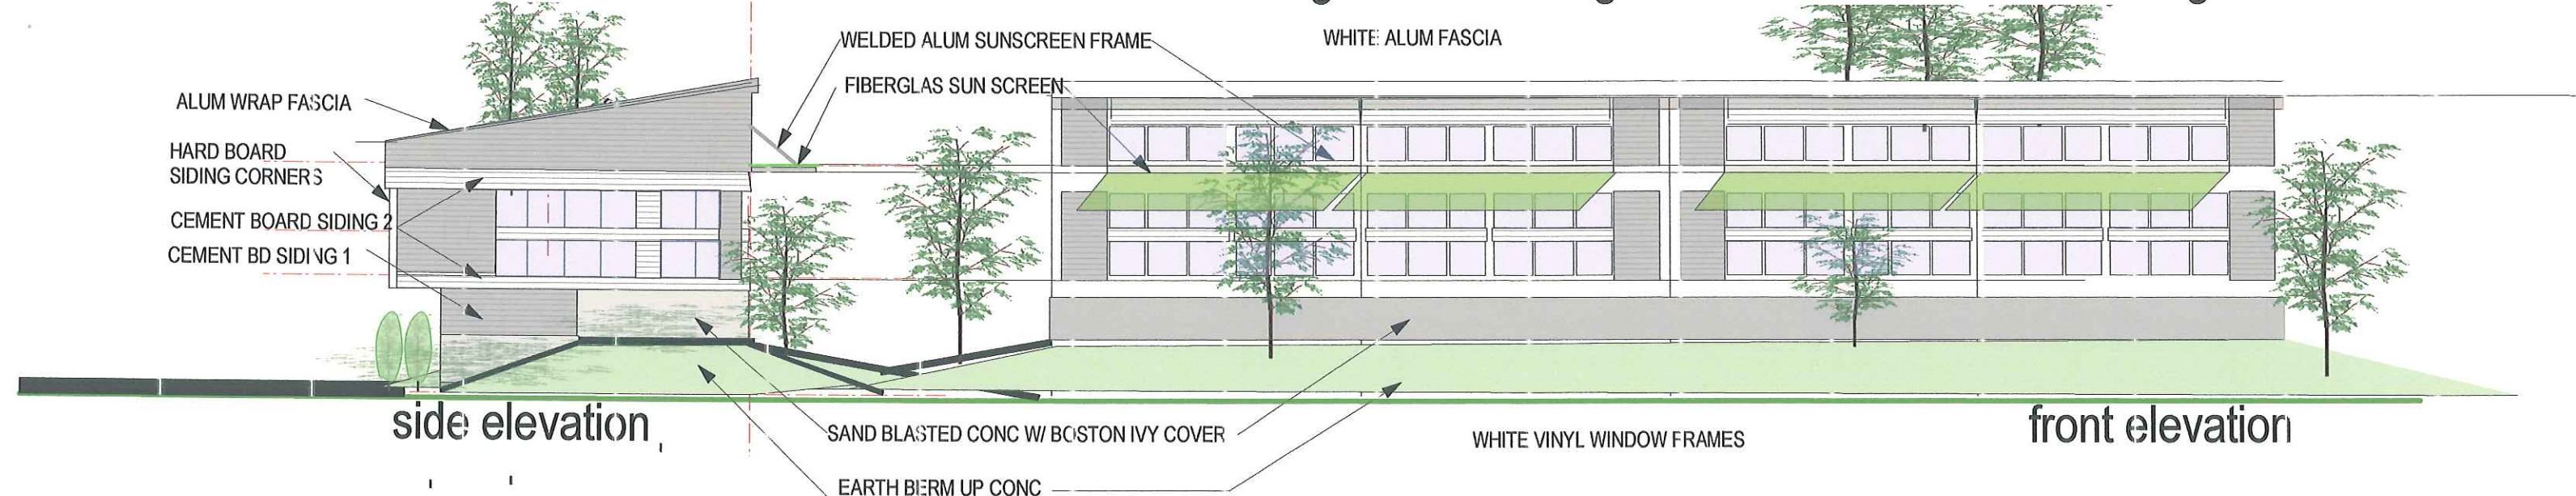 WELDED ALUM SUNSCREEN FRAME
WHITE ALUM FASCIA
FIBERGLAS SUN SCREEN
ALUM WRAP FASCIA
HARD BOARD
SIDING CORNERS
CEMENT BOARD SIDING 2
CEMENT BD SIDING 1
side elevation
front elevation
SAND BLASTED CONC W/ BOSTON IVY COVER
WHITE VINYL WINDOW FRAMES
EARTH BERM UP CONC